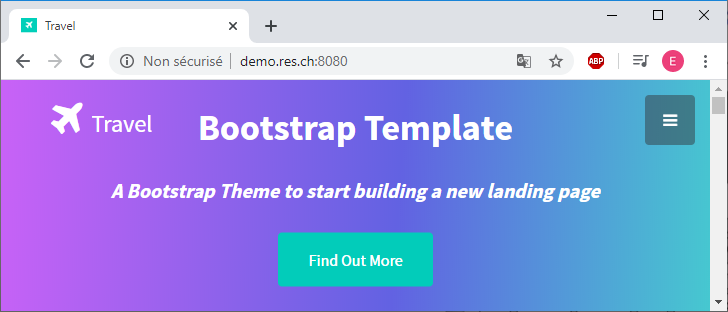 Travel
Non sécurisé | demo.res.ch:8080
ABP
E
Travel
Bootstrap Template
A Bootstrap Theme to start building a new landing page
Find Out More